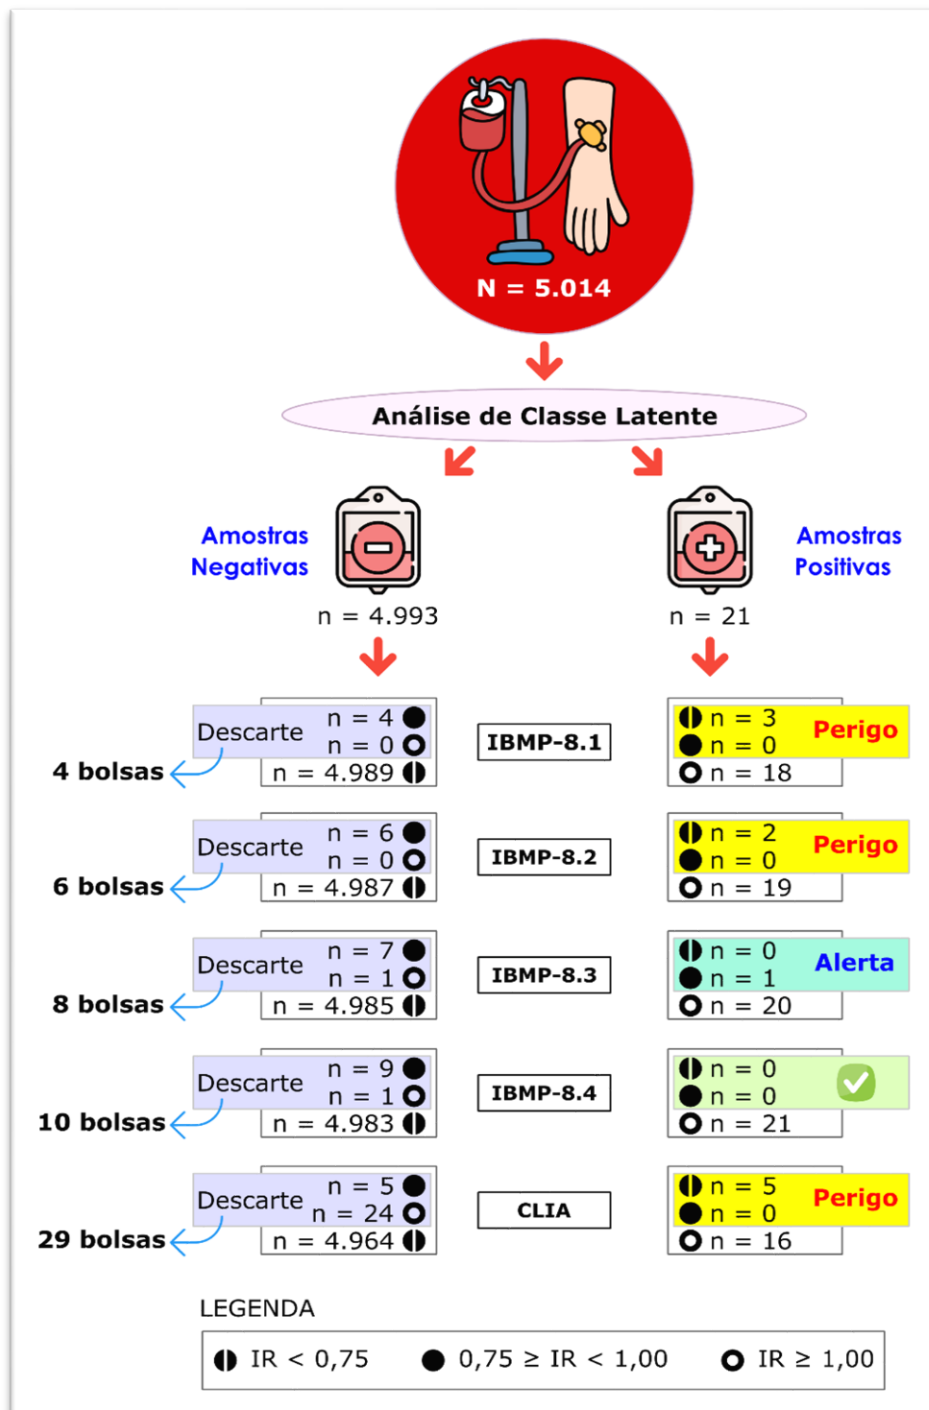 N = 5.014
Análise de Classe Latente
Amostras
Negativas
n = 4.993
Amostras
Positivas
n = 21
Descarte
n = 4
n = 0
n = 4.989
4 bolsas
IBMP-8.1
n = 3
n = 0
n = 18
Perigo
Descarte
n = 6
n = 0
n = 4.987
6 bolsas
IBMP-8.2
n = 2
n = 0
n = 19
Perigo
Descarte
n = 7
n = 1
n = 4.985
8 bolsas
IBMP-8.3
n = 0
n = 1
n = 20
Alerta
Descarte
n = 9
n = 1
n = 4.983
10 bolsas
IBMP-8.4
n = 0
n = 0
n = 21
Descarte
n = 5
n = 24
n = 4.964
29 bolsas
CLIA
n = 5
n = 0
n = 16
Perigo
LEGENDA
IR < 0,75 0,75 ≥ IR < 1,00 IR ≥ 1,00